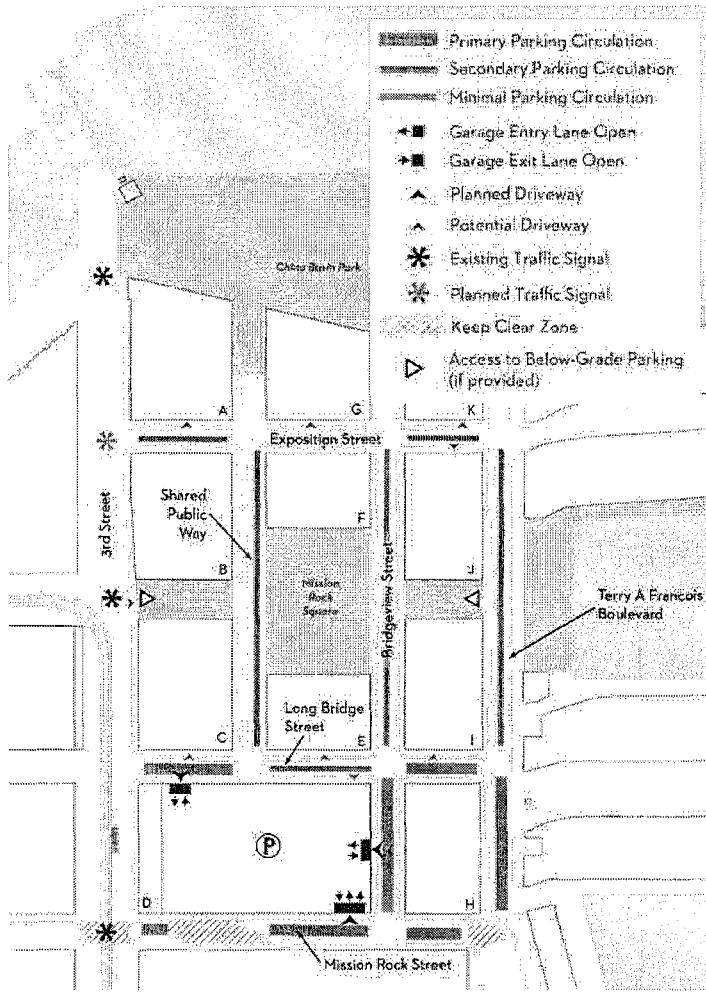 Primary Parking Circulation
Secondary Parking Circulation
Minimal Parking Circulation
Garage Entry Lane Open
Garage Exit Lane Open
Planned Driveway
Potential Driveway
Existing Traffic Signal
Planned Traffic Signal
Keep Clear Zone
Access to Below-Grade Parking
(if provided)
China Basin Park
A
G
K
Exposition Street
3rd Street
Shared
Public
Way
F
B
J
Mission
Rock
Square
Bridgeview Street
Terry A Francois
Boulevard
Long Bridge
Street
C
E
I
P
D
H
Mission Rock Street